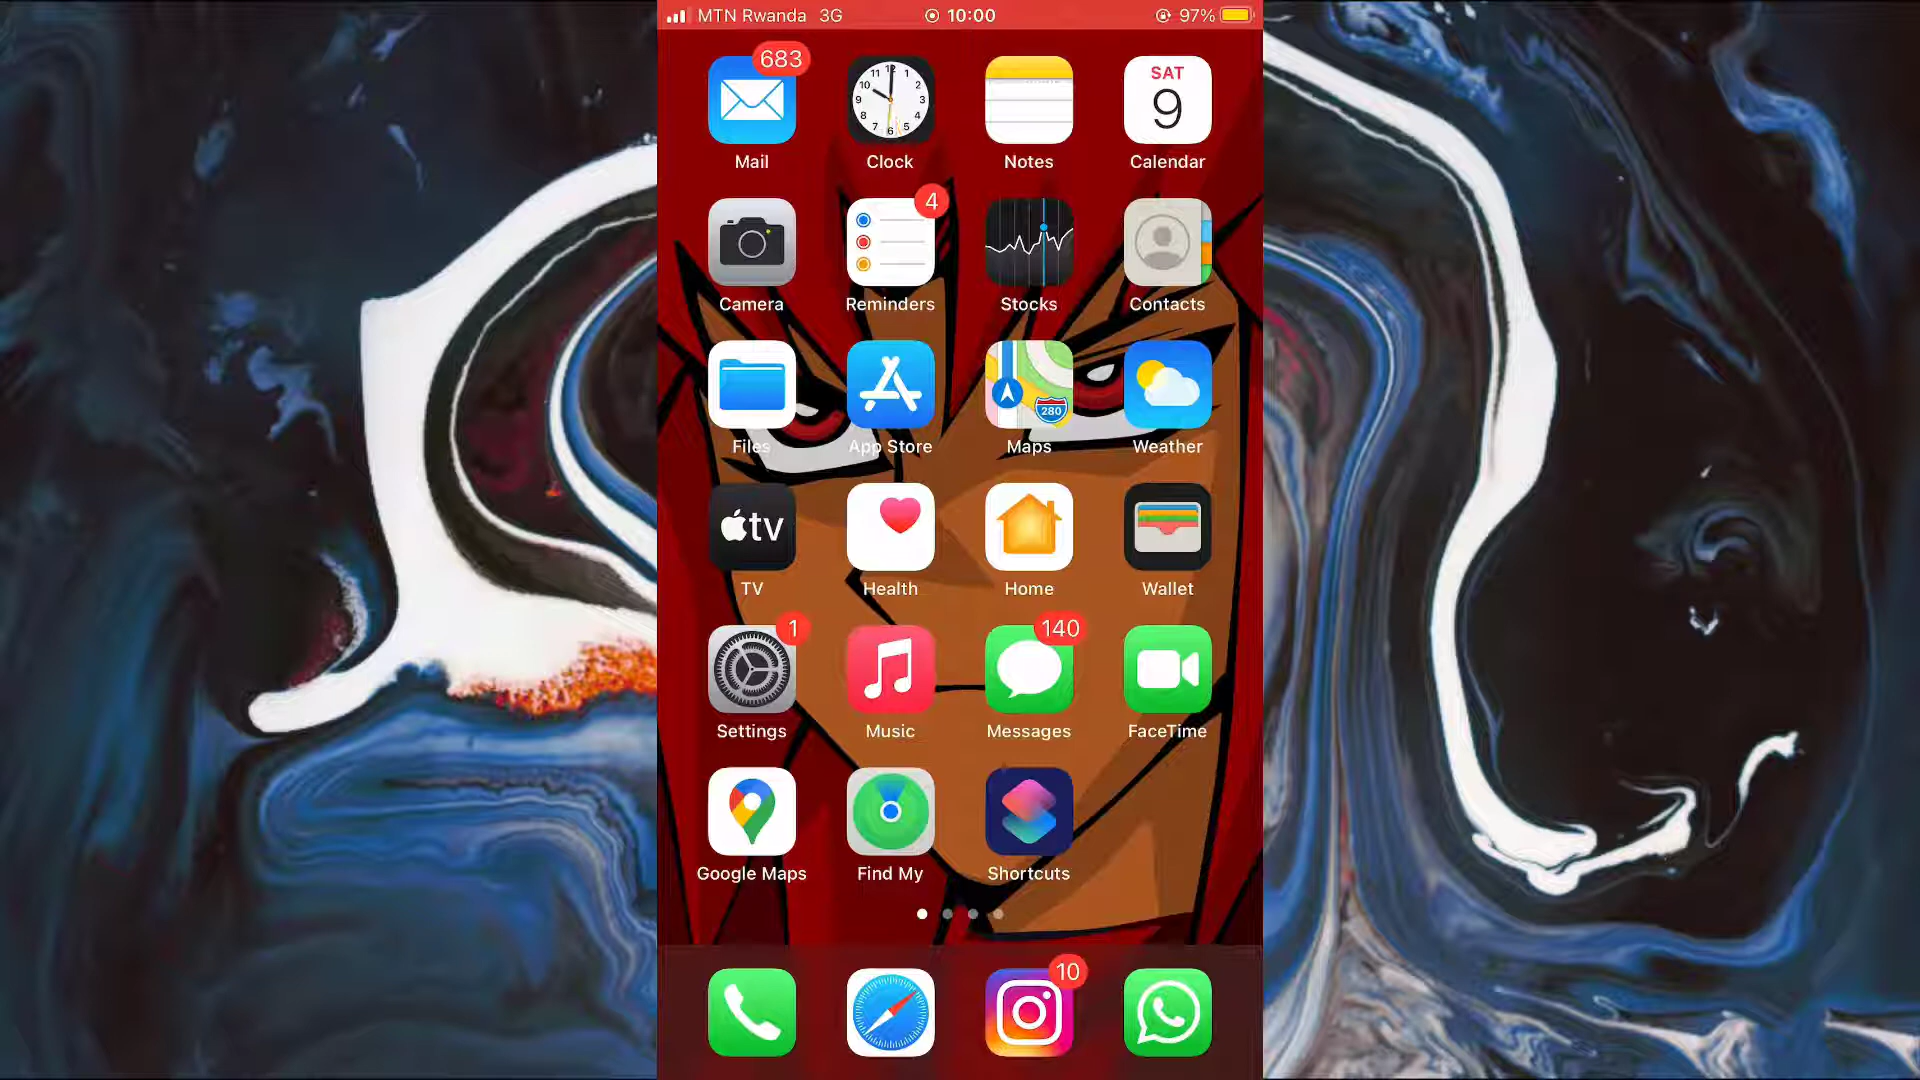 MTN Rwanda 3G 10:00 97%
683
Mail Clock Notes SAT 9 Calendar
4
Camera Reminders Stocks Contacts
280
Files App Store Maps Weather
tv
TV Health Home Wallet
1 140
Settings Music Messages FaceTime
Google Maps Find My Shortcuts
10